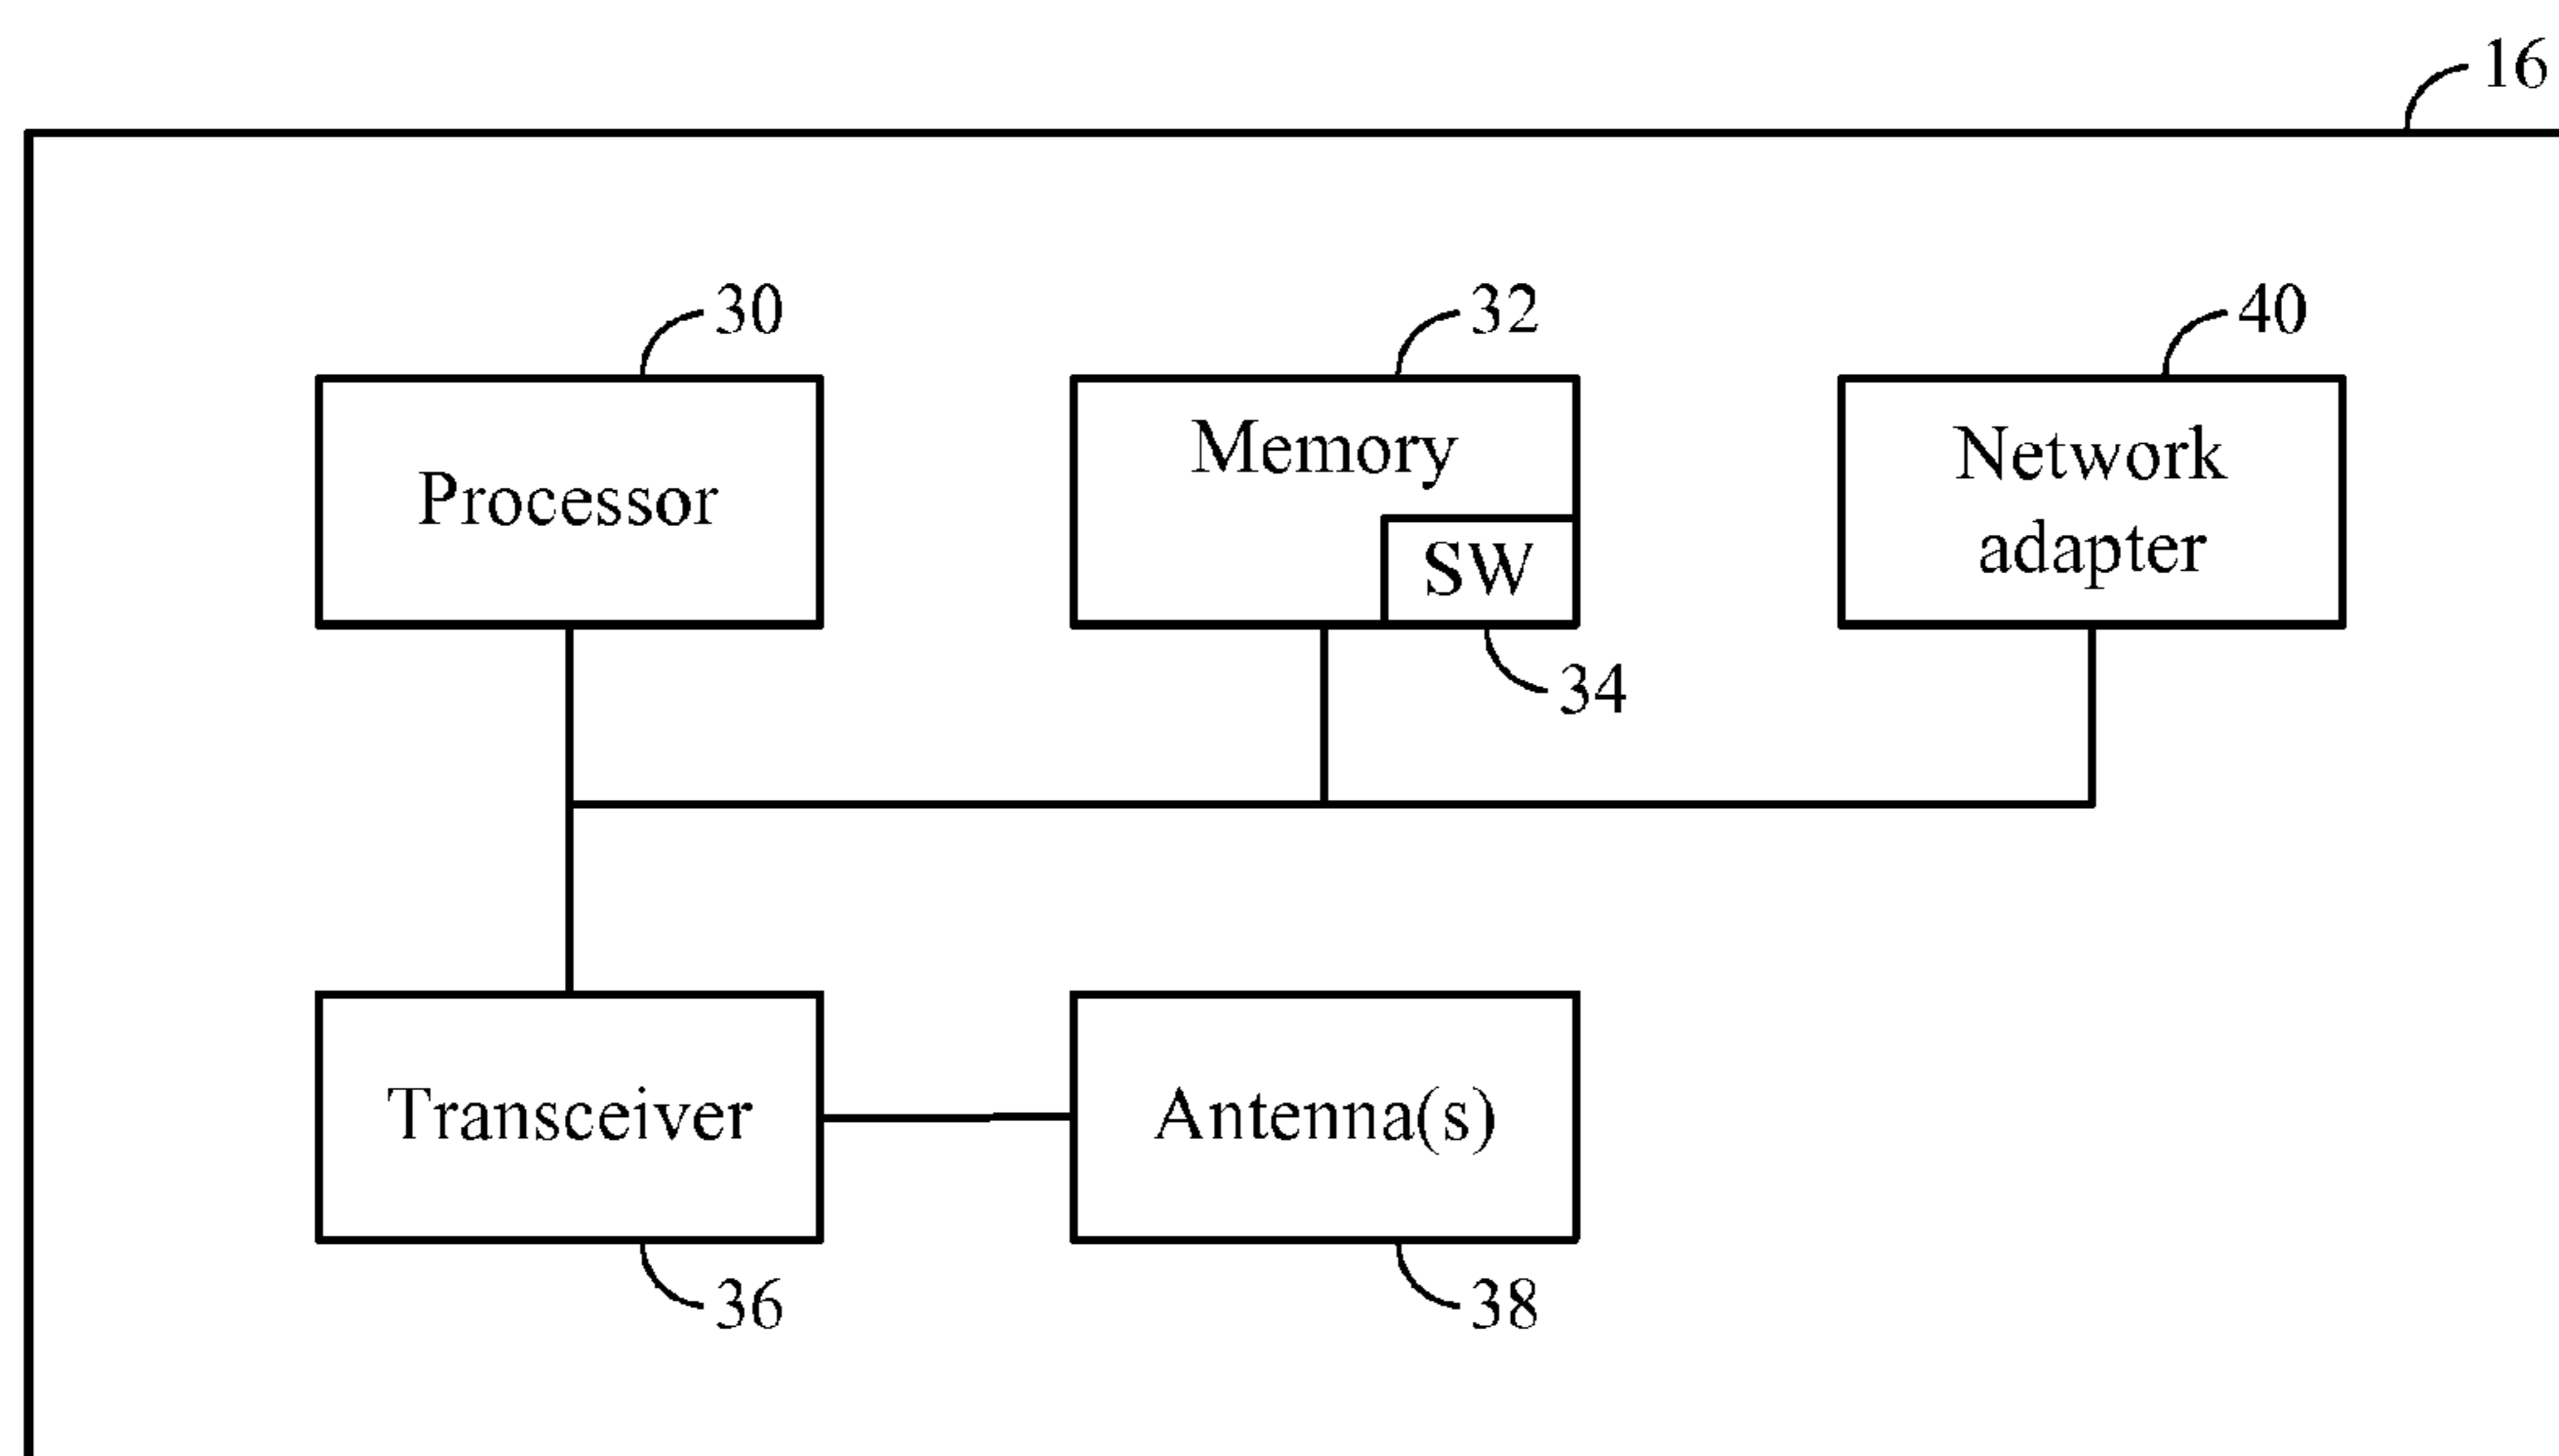 16
30
32
40
Processor
Memory
SW
Network
adapter
34
Transceiver
Antenna(s)
36
38